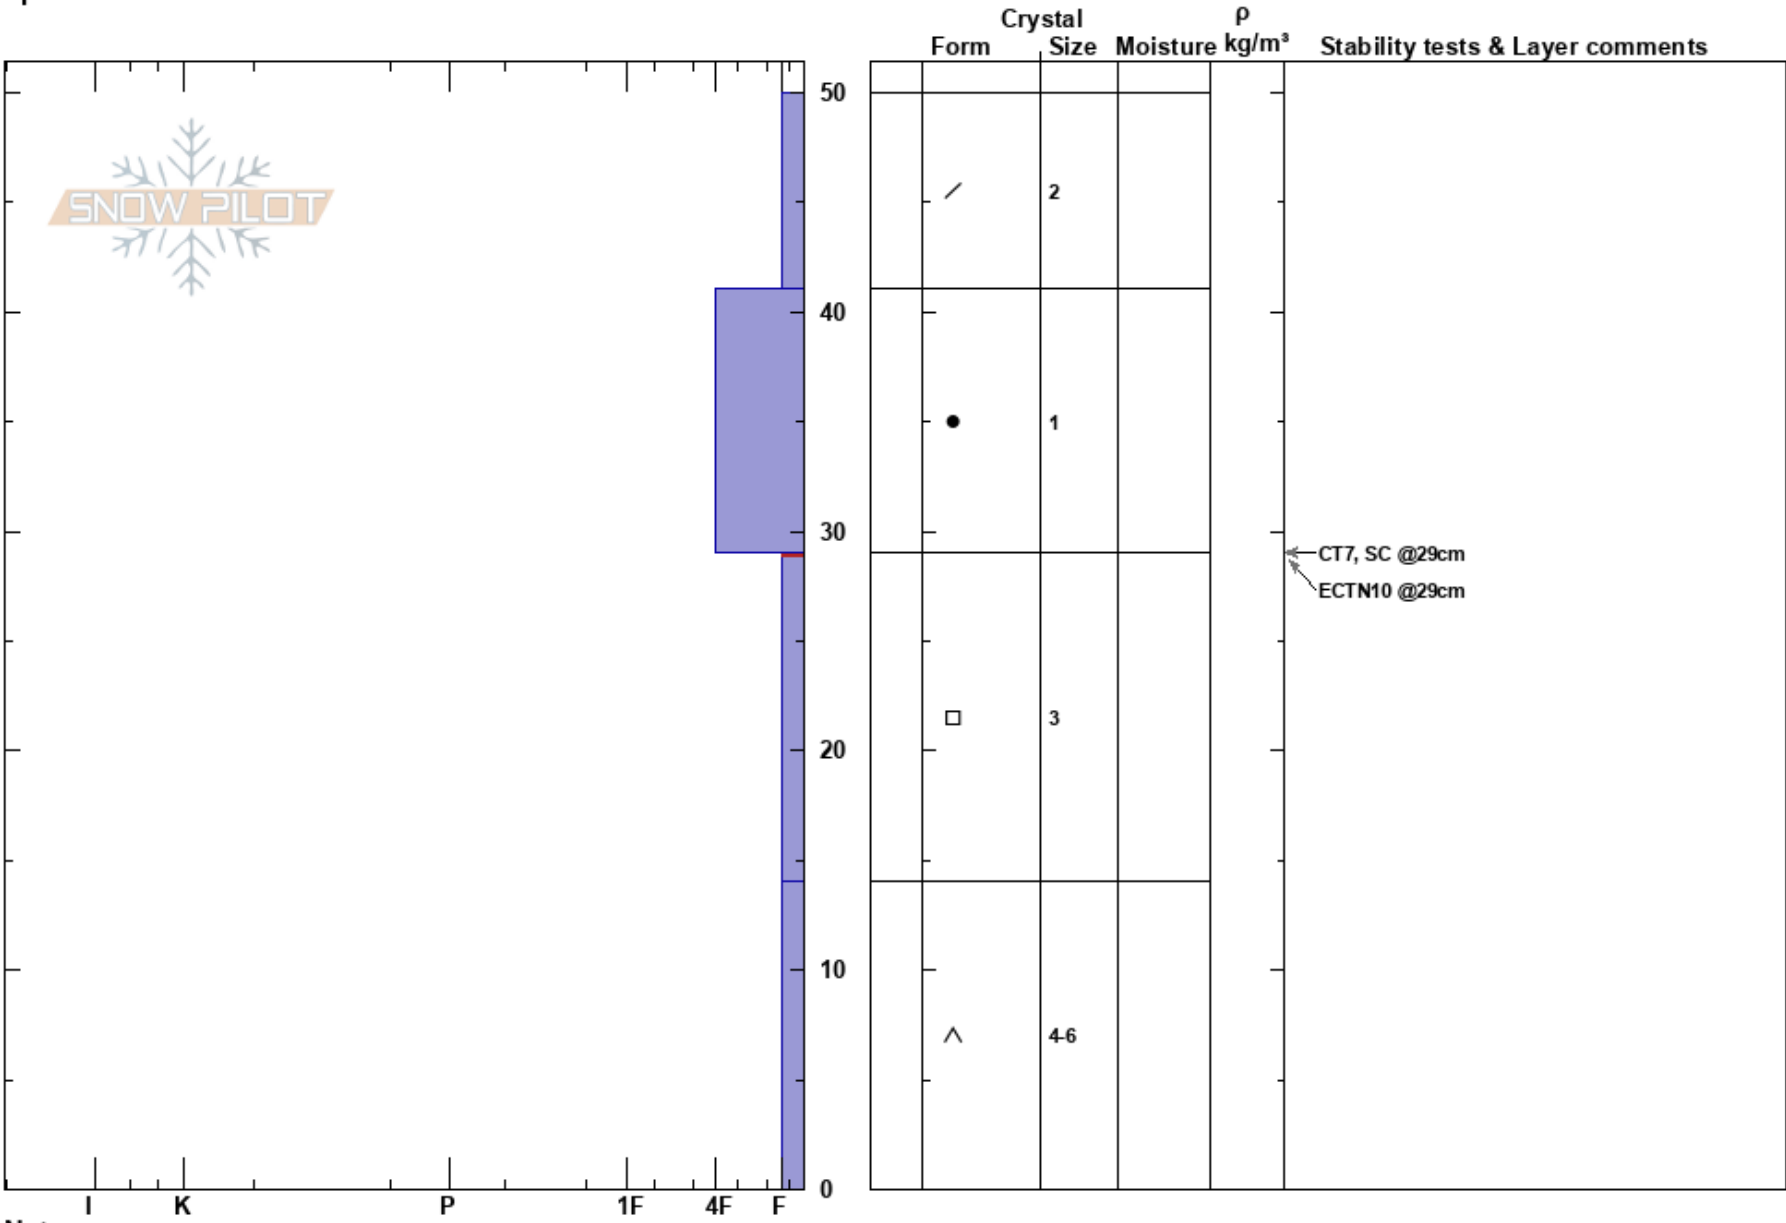 Crystal
ρ
Form Size Moisture kg/m³ Stability tests & Layer comments
SNOW PILOT
50
2
40
1
30
CT7, SC @29cm
ECTN10 @29cm
3
20
10
4-6
0
I K P 1F 4F F